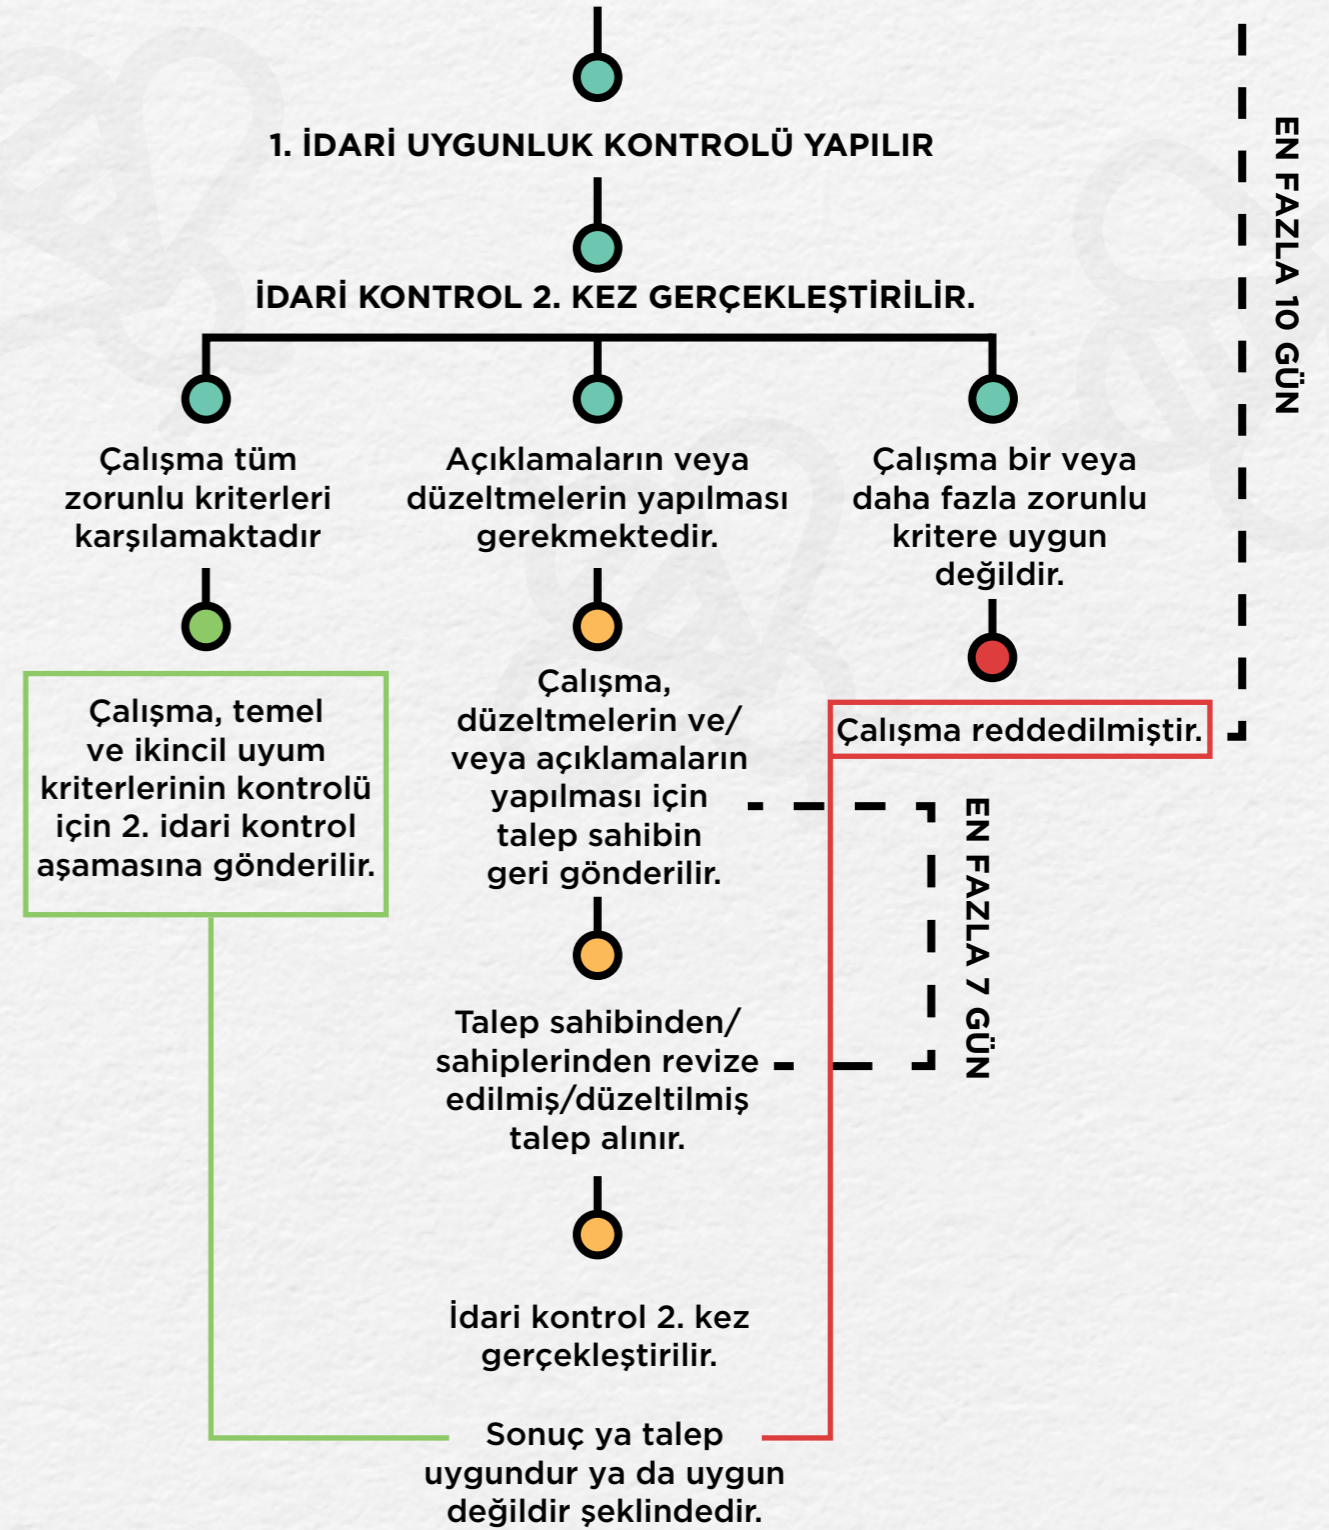 1. İDARİ UYGUNLUK KONTROLÜ YAPILIR
İDARİ KONTROL 2. KEZ GERÇEKLEŞTİRİLİR.
Çalışma tüm
zorunlu kriterleri
karşılamaktadır
Açıklamaların veya
düzeltmelerin yapılması
gerekmektedir.
Çalışma bir veya
daha fazla zorunlu
kritere uygun
değildir.
EN FAZLA 10 GÜN
Çalışma, temel
ve ikincil uyum
kriterlerinin kontrolü
için 2. idari kontrol
aşamasına gönderilir.
Çalışma,
düzeltmelerin ve/
veya açıklamaların
yapılması için
talep sahibin
geri gönderilir.
Çalışma reddedilmiştir.
EN FAZLA 7 GÜN
Talep sahibinden/
sahiplerinden revize
edilmiş/düzeltilmiş
talep alınır.
İdari kontrol 2. kez
gerçekleştirilir.
Sonuç ya talep
uygundur ya da uygun
değildir şeklindedir.